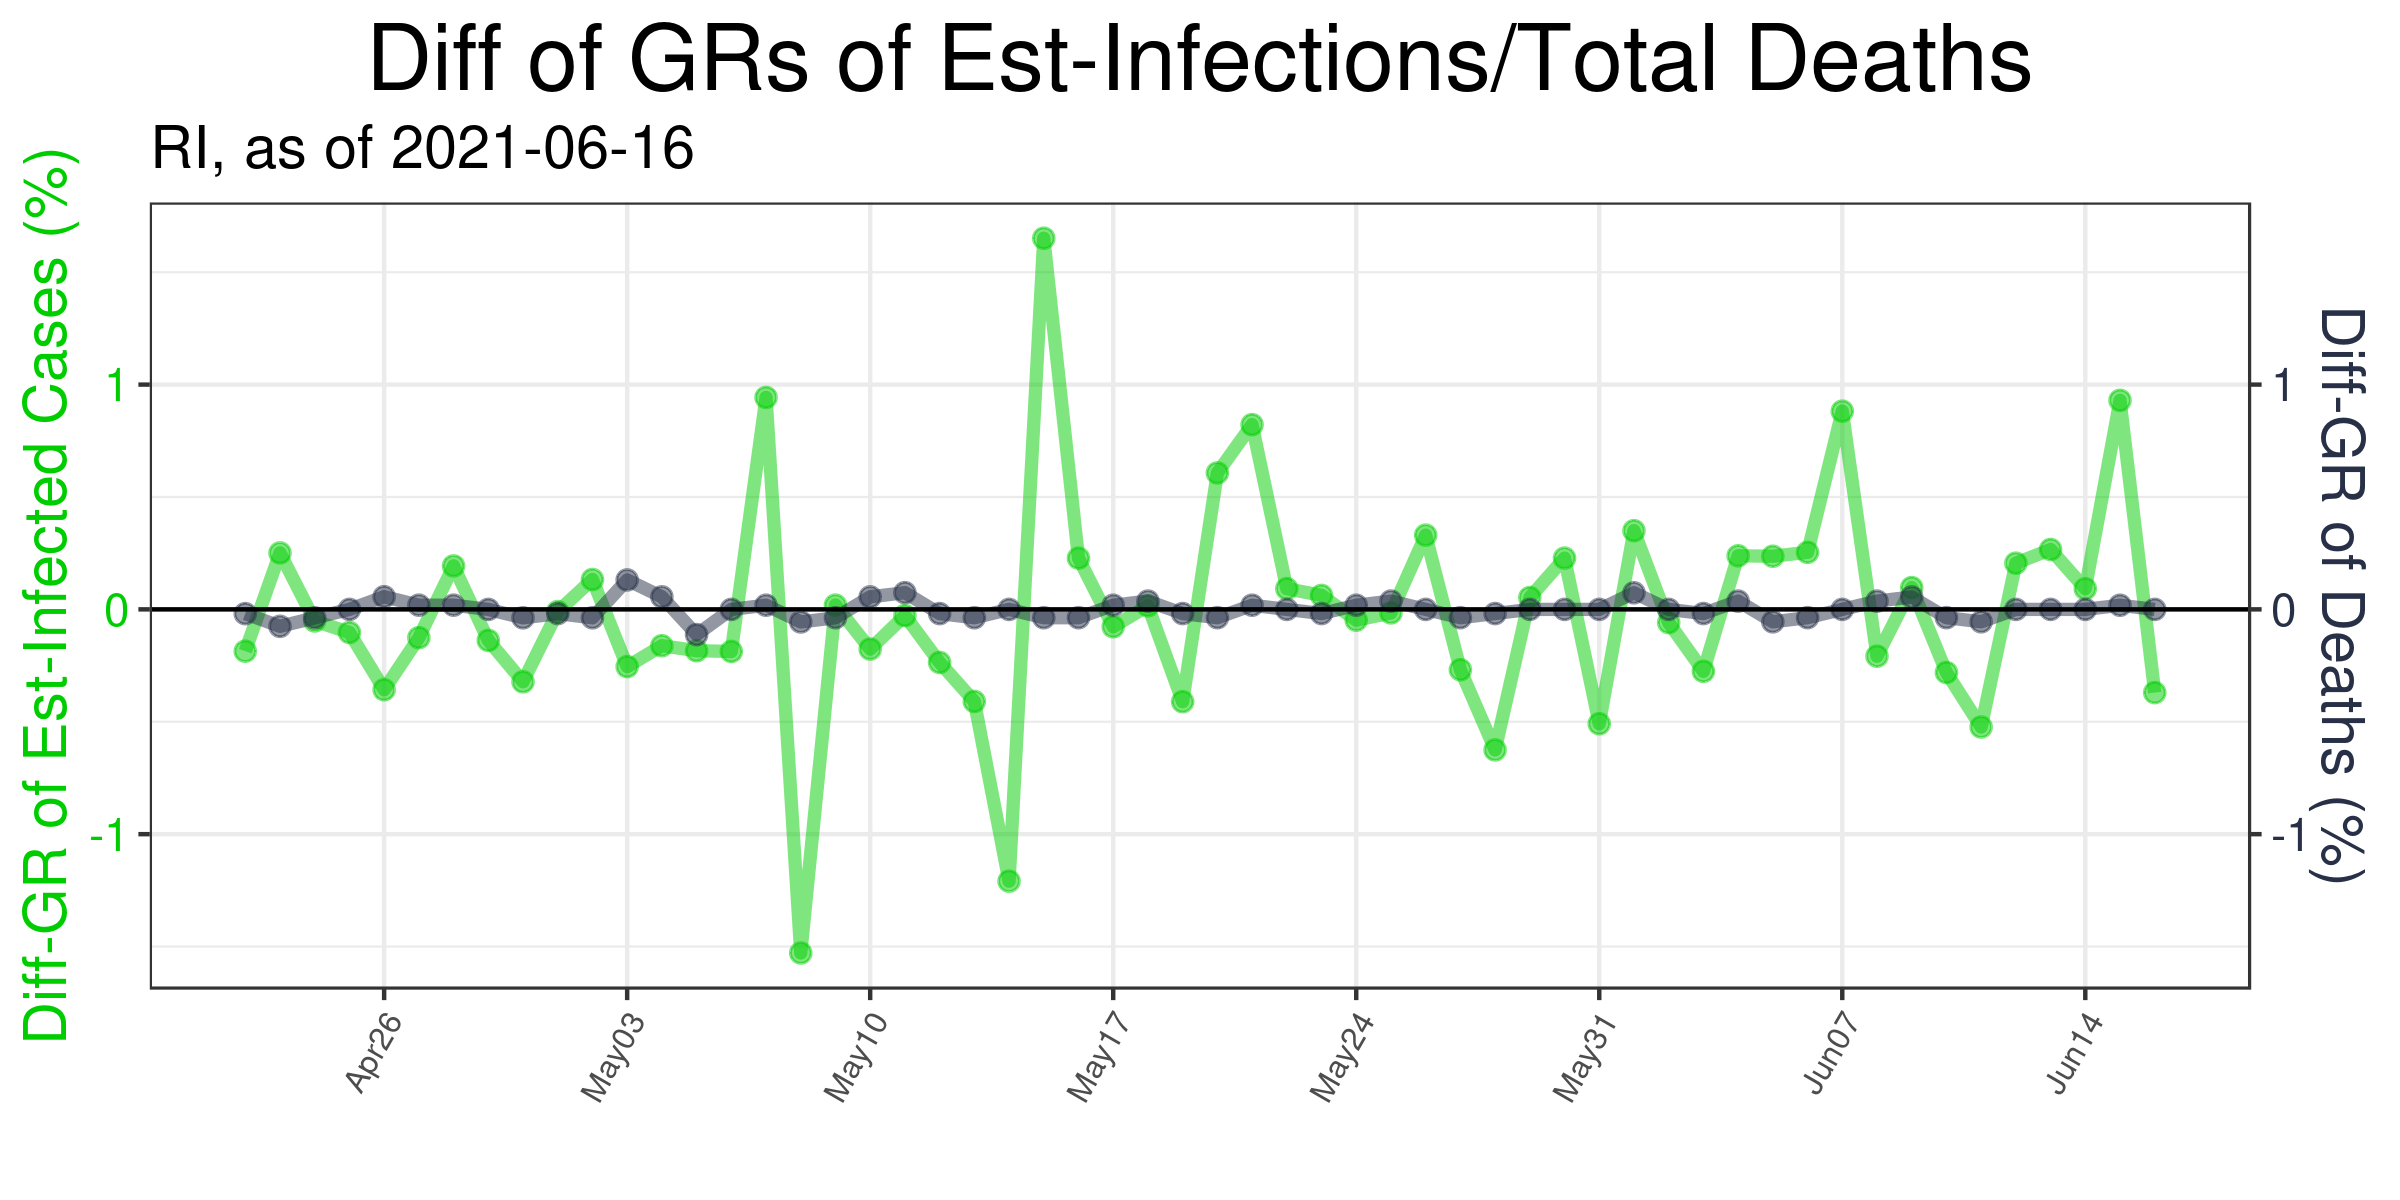 Diff of GRs of Est-Infections/Total Deaths
RI, as of 2021-06-16
Diff-GR of Est-Infected Cases (%)
1
0
-1
1
0
-1
Diff-GR of Deaths (%)
Apr26
May03
May10
May17
May24
May31
Jun07
Jun14